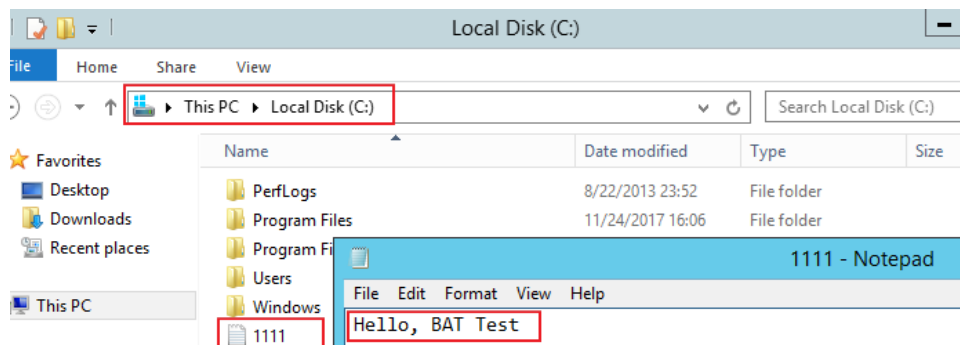 Local Disk (C:)
File Home Share View
This PC Local Disk (C:) Search Local Disk (C:)
Name Date modified Type Size
Favorites
Desktop PerfLogs 8/22/2013 23:52 File folder
Downloads Program Files 11/24/2017 16:06 File folder
Recent places Program Fi
1111 - Notepad
Users
File Edit Format View Help
This PC Windows
Hello, BAT Test
1111